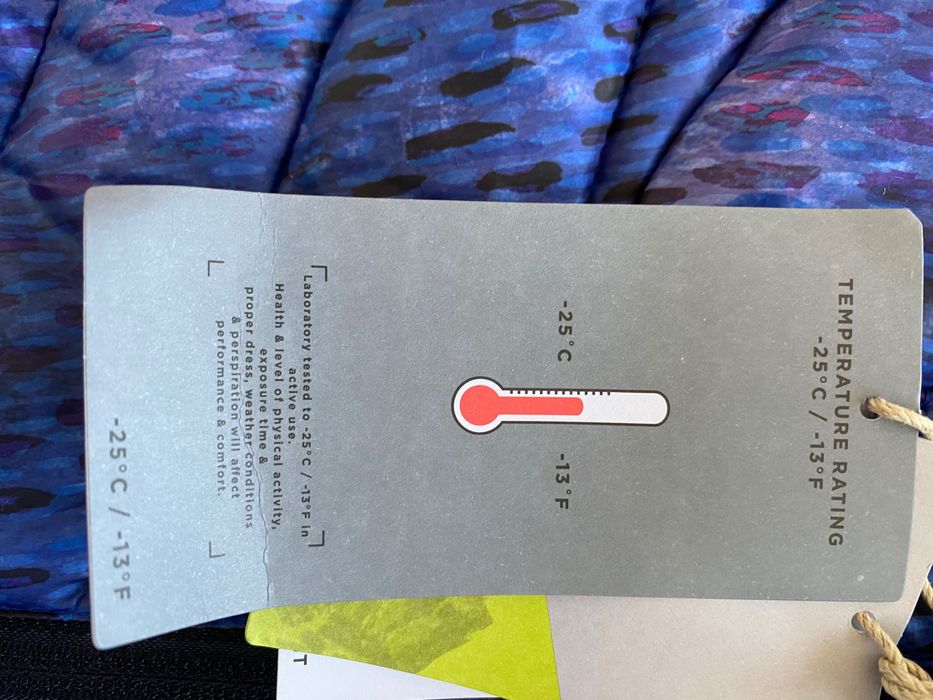 TEMPERATURE RATING
-25°C / -13°F
-25°C -13°F
Laboratory tested to -25°C / -13°F in
active use.
Health & level of physical activity,
exposure time &
proper dress, weather conditions
& perspiration will affect
performance & comfort.
-25°C / -13°F
T